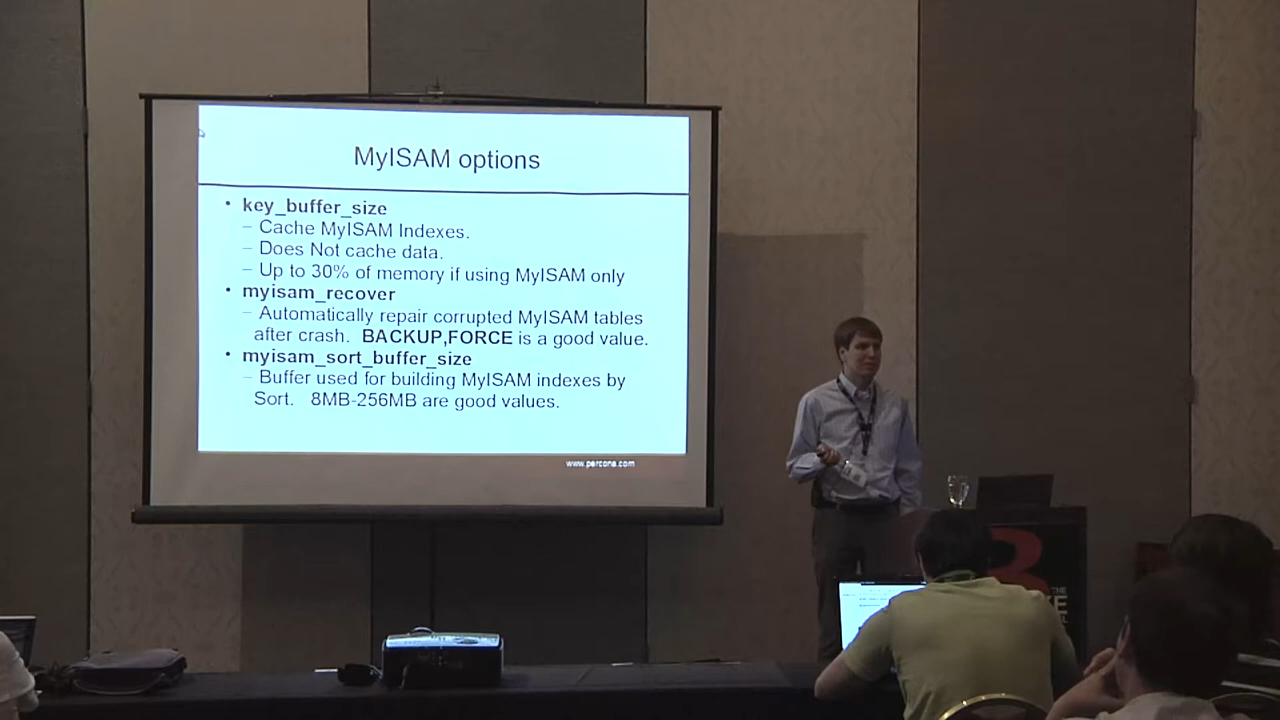 MyISAM options
• key_buffer_size
– Cache MyISAM Indexes.
– Does Not cache data.
– Up to 30% of memory if using MyISAM only
• myisam_recover
– Automatically repair corrupted MyISAM tables
after crash. BACKUP,FORCE is a good value.
• myisam_sort_buffer_size
– Buffer used for building MyISAM indexes by
Sort. 8MB-256MB are good values.
www.percona.com
THE